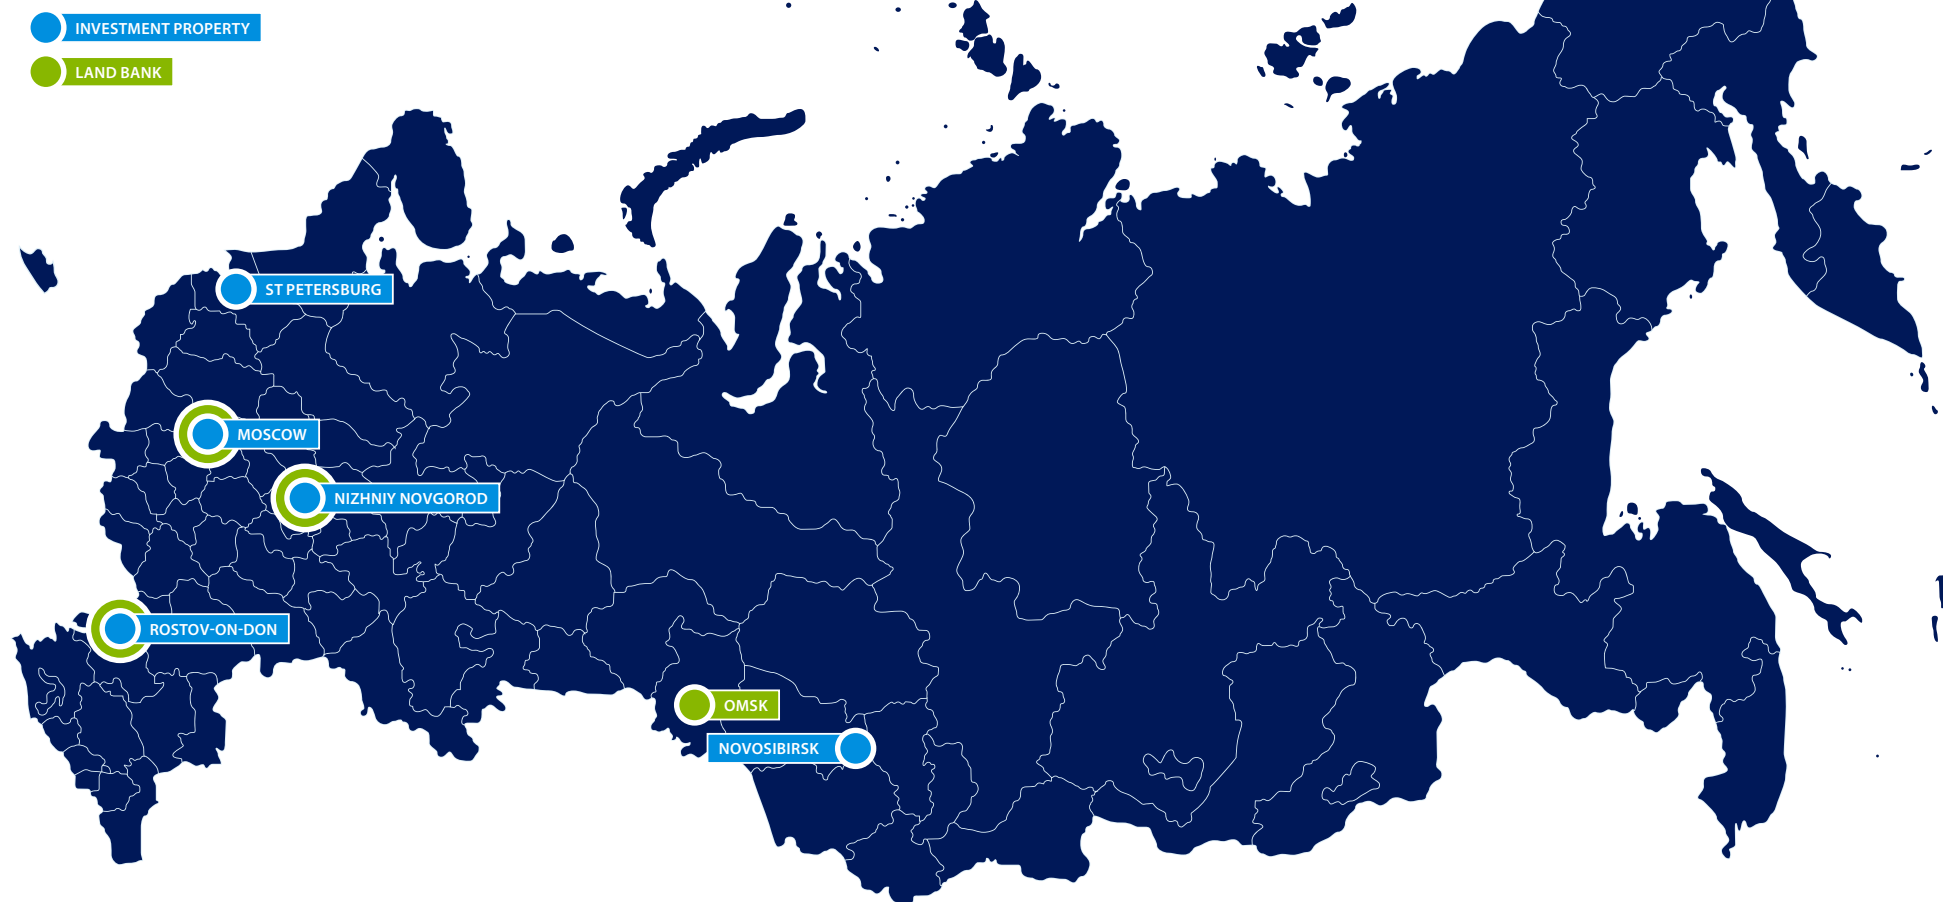 INVESTMENT PROPERTY
LAND BANK
ST PETERSBURG
MOSCOW
NIZHNIY NOVGOROD
ROSTOV-ON-DON
OMSK
NOVOSIBIRSK